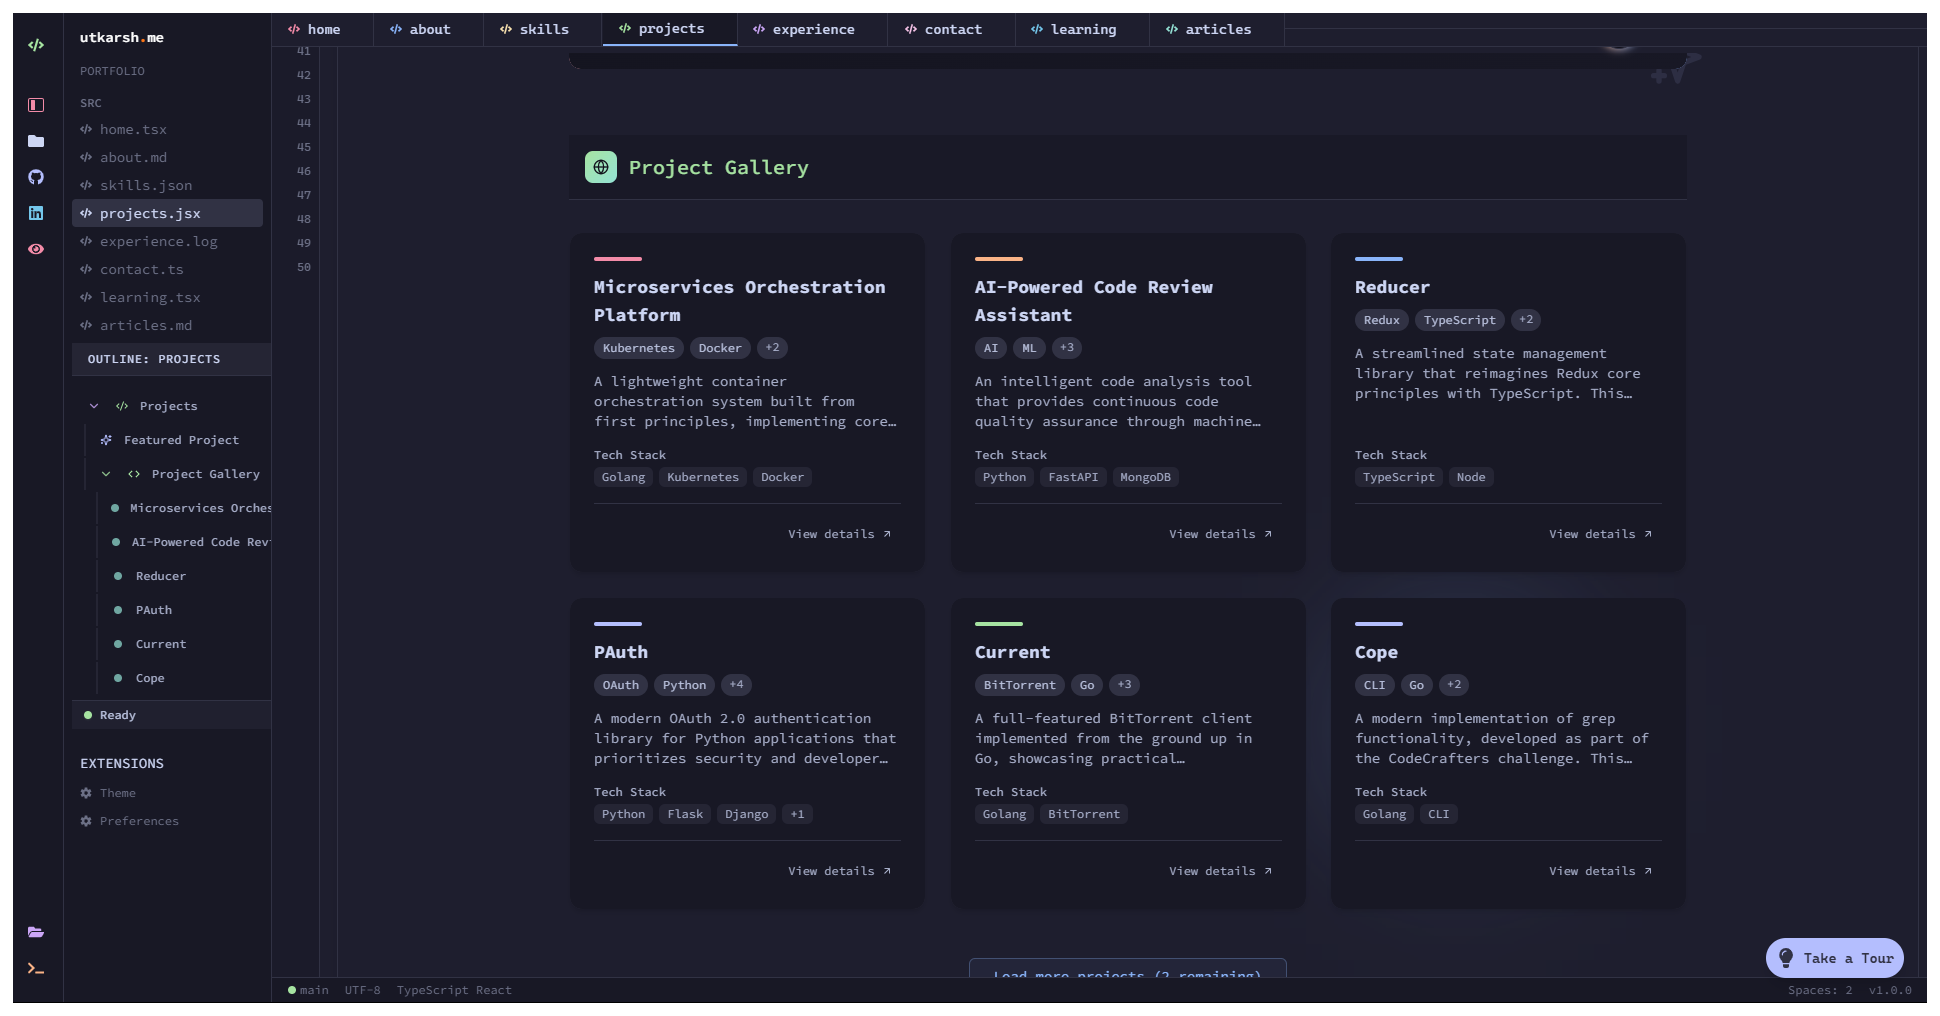 utkarsh.me
PORTFOLIO
SRC
home.tsx
about.md
skills.json
projects.jsx
experience.log
contact.ts
learning.tsx
articles.md
OUTLINE: PROJECTS
Projects
Featured Project
Project Gallery
Microservices Orches
AI-Powered Code Rev
Reducer
PAuth
Current
Cope
Ready
EXTENSIONS
Theme
Preferences
home
about
skills
projects
experience
contact
learning
articles
41
42
43
44
45
46
47
48
49
50
Project Gallery
Microservices Orchestration
Platform
Kubernetes Docker +2
A lightweight container
orchestration system built from
first principles, implementing core…
Tech Stack
Golang Kubernetes Docker
View details
AI-Powered Code Review
Assistant
AI ML +3
An intelligent code analysis tool
that provides continuous code
quality assurance through machine…
Tech Stack
Python FastAPI MongoDB
View details
Reducer
Redux TypeScript +2
A streamlined state management
library that reimagines Redux core
principles with TypeScript. This…
Tech Stack
TypeScript Node
View details
PAuth
OAuth Python +4
A modern OAuth 2.0 authentication
library for Python applications that
prioritizes security and developer…
Tech Stack
Python Flask Django +1
View details
Current
BitTorrent Go +3
A full-featured BitTorrent client
implemented from the ground up in
Go, showcasing practical…
Tech Stack
Golang BitTorrent
View details
Cope
CLI Go +2
A modern implementation of grep
functionality, developed as part of
the CodeCrafters challenge. This…
Tech Stack
Golang CLI
View details
Load more projects (2 remaining)
Take a Tour
main UTF-8 TypeScript React
Spaces: 2 v1.0.0